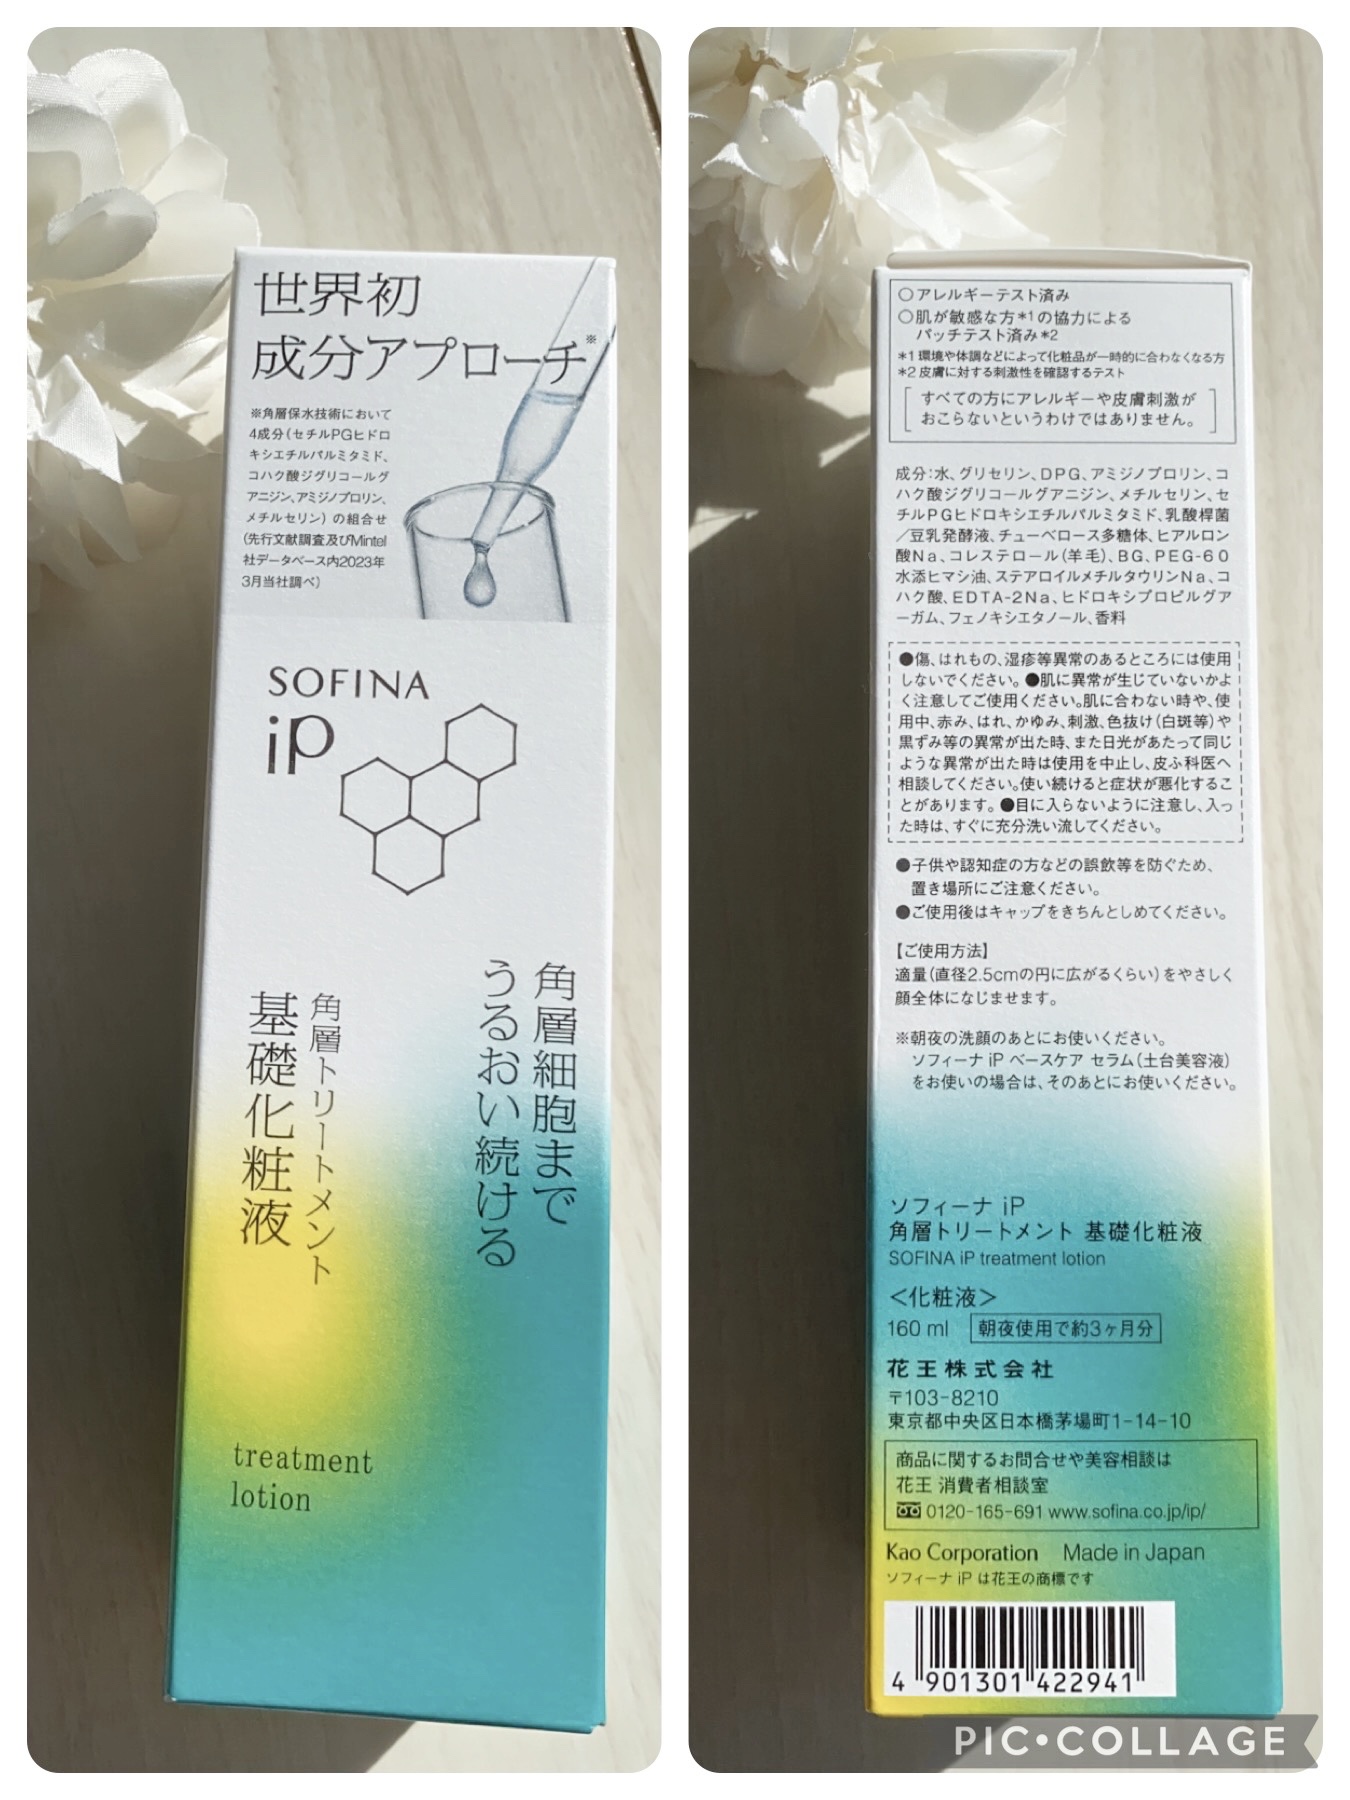 世界初
成分アプローチ※
※角層保水技術において
4成分(セチルPGヒドロ
キシエチルパルミタミド、
コハク酸ジグリコールグ
アニジン、アミジノプロリン、
メチルセリン)の組合せ
(先行文献調査及びMintel
社データベース内2023年
3月当社調べ)
SOFINA
iP
角層細胞まで
うるおい続ける
角層トリートメント
基礎化粧液
treatment
lotion
○アレルギーテスト済み
○肌が敏感な方*1の協力による
パッチテスト済み*2
*1 環境や体調などによって化粧品が一時的に合わなくなる方
*2 皮膚に対する刺激性を確認するテスト
[すべての方にアレルギーや皮膚刺激が
おこらないというわけではありません。]
成分:水、グリセリン、DPG、アミジノプロリン、コ
ハク酸ジグリコールグアニジン、メチルセリン、セ
チルPGヒドロキシエチルパルミタミド、乳酸桿菌
/豆乳発酵液、チューベロース多糖体、ヒアルロン
酸Na、コレステロール(羊毛)、BG、PEG-60
水添ヒマシ油、ステアロイルメチルタウリンNa、コ
ハク酸、EDTA-2Na、ヒドロキシプロピルグア
ーガム、フェノキシエタノール、香料
●傷、はれもの、湿疹等異常のあるところには使用
しないでください。●肌に異常が生じていないかよ
く注意してご使用ください。肌に合わない時や、使
用中、赤み、はれ、かゆみ、刺激、色抜け(白斑等)や
黒ずみ等の異常が出た時、また日光があたって同じ
ような異常が出た時は使用を中止し、皮ふ科医へ
相談してください。使い続けると症状が悪化するこ
とがあります。●目に入らないように注意し、入っ
た時は、すぐに充分洗い流してください。
●子供や認知症の方などの誤飲等を防ぐため、
置き場所にご注意ください。
●ご使用後はキャップをきちんとしめてください。
【ご使用方法】
適量(直径2.5cmの円に広がるくらい)をやさしく
顔全体になじませます。
※朝夜の洗顔のあとにお使いください。
ソフィーナ iP ベースケア セラム(土台美容液)
をお使いの場合は、そのあとにお使いください。
ソフィーナ iP
角層トリートメント 基礎化粧液
SOFINA iP treatment lotion
<化粧液>
160 ml 朝夜使用で約3ヶ月分
花王株式会社
〒103-8210
東京都中央区日本橋茅場町1-14-10
商品に関するお問合せや美容相談は
花王 消費者相談室
0120-165-691 www.sofina.co.jp/ip/
Kao Corporation Made in Japan
ソフィーナ iP は花王の商標です
4 901301 422941
PIC•COLLAGE